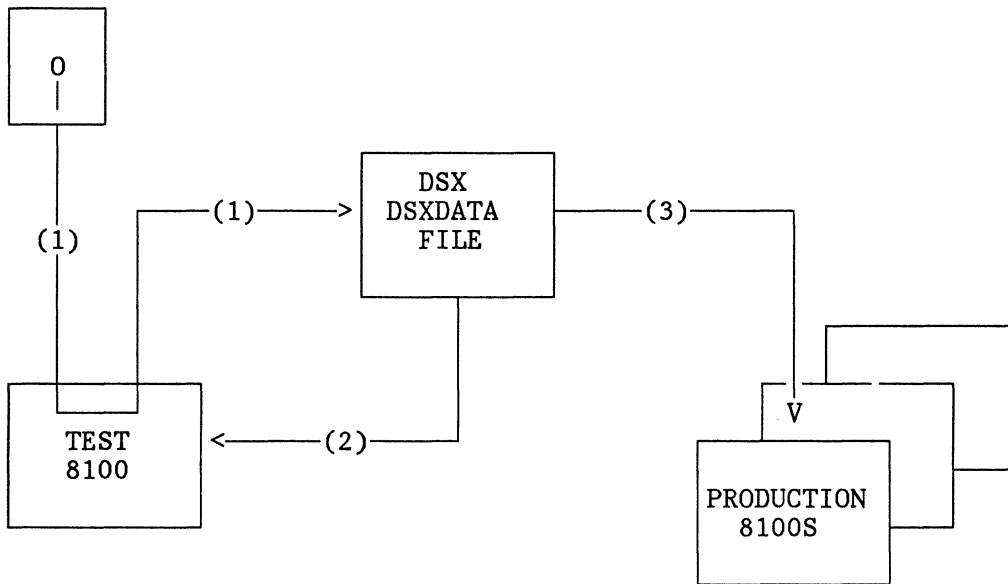 O
DSX
DSXDATA
FILE
(1)
(3)
(1)
TEST
8100
(2)
V
PRODUCTION
8100S